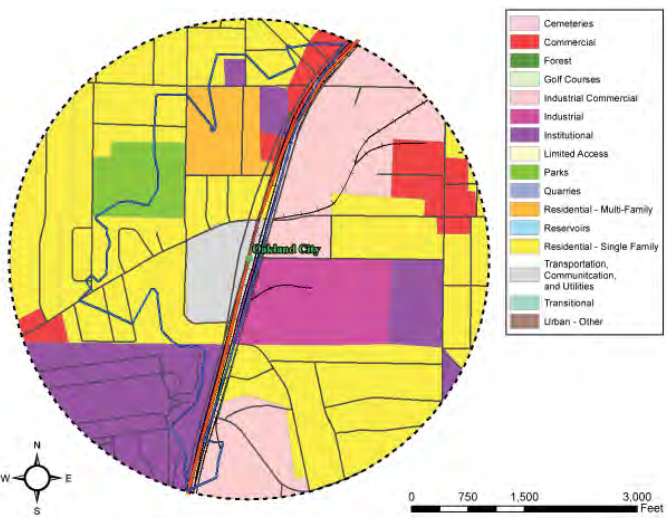 Cemeteries
Commercial
Forest
Golf Courses
Industrial Commercial
Industrial
Institutional
Limited Access
Parks
Quarries
Residential - Multi-Family
Reservoirs
Residential - Single Family
Transportation,
Communitcation,
and Utilities
Transitional
Urban - Other
Oakland City
N
W E
S
0 750 1,500 3,000
Feet